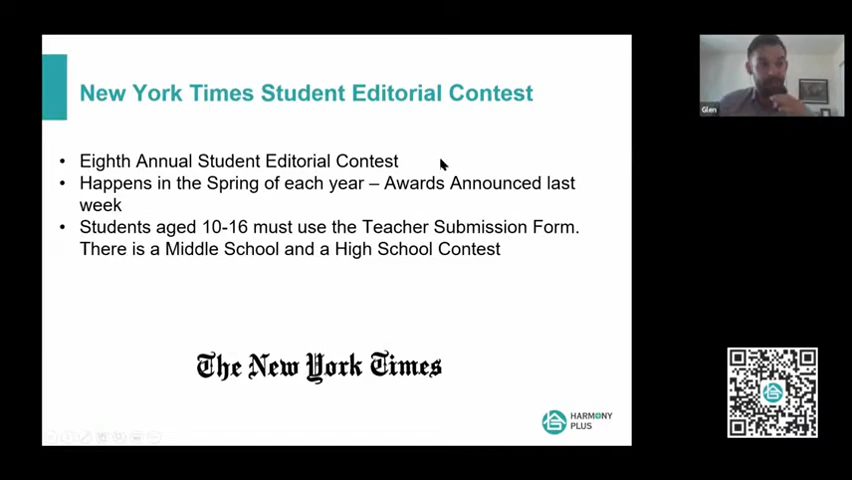 New York Times Student Editorial Contest
• Eighth Annual Student Editorial Contest
• Happens in the Spring of each year – Awards Announced last
week
• Students aged 10-16 must use the Teacher Submission Form.
There is a Middle School and a High School Contest
The New York Times
HARMONY
PLUS
Glen